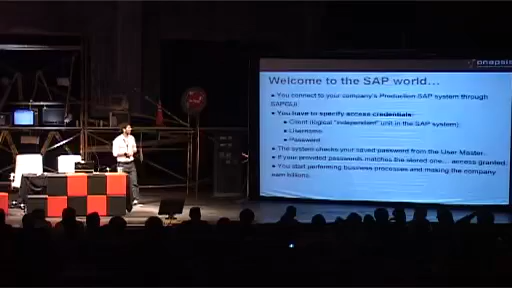 onapsis
Welcome to the SAP world...
You connect to your company's Production SAP system through
SAPGUI.
You have to specify access credentials:
Client (logical "independent" unit in the SAP system).
Username
Password
The system checks your saved password from the User Master.
If your provided passwords matches the stored one... access granted.
You start performing business processes and making the company
earn billions.